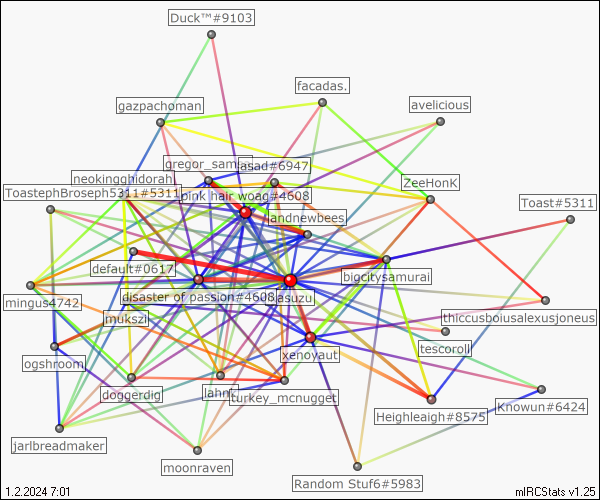 Duck™#9103
facadas.
gazpachoman
avelicious
gregor_sam
asad#6947
neokingghidorah
ZeeHonK
ToastephBroseph5311#5311
pink hair woag#4608
Toast#5311
andnewbees
default#0617
bigcitysamurai
mingus4742
disaster of passion#4608
asuzu
mukszi
thiccusboiusalexusjoneus
xenoyaut
tescoroll
ogshroom
doggerdig
lahn
turkey_mcnugget
Heighleaigh#8575
Knowun#6424
jarlbreadmaker
moonraven
Random Stuf6#5983
1.2.2024 7:01
mIRCStats v1.25